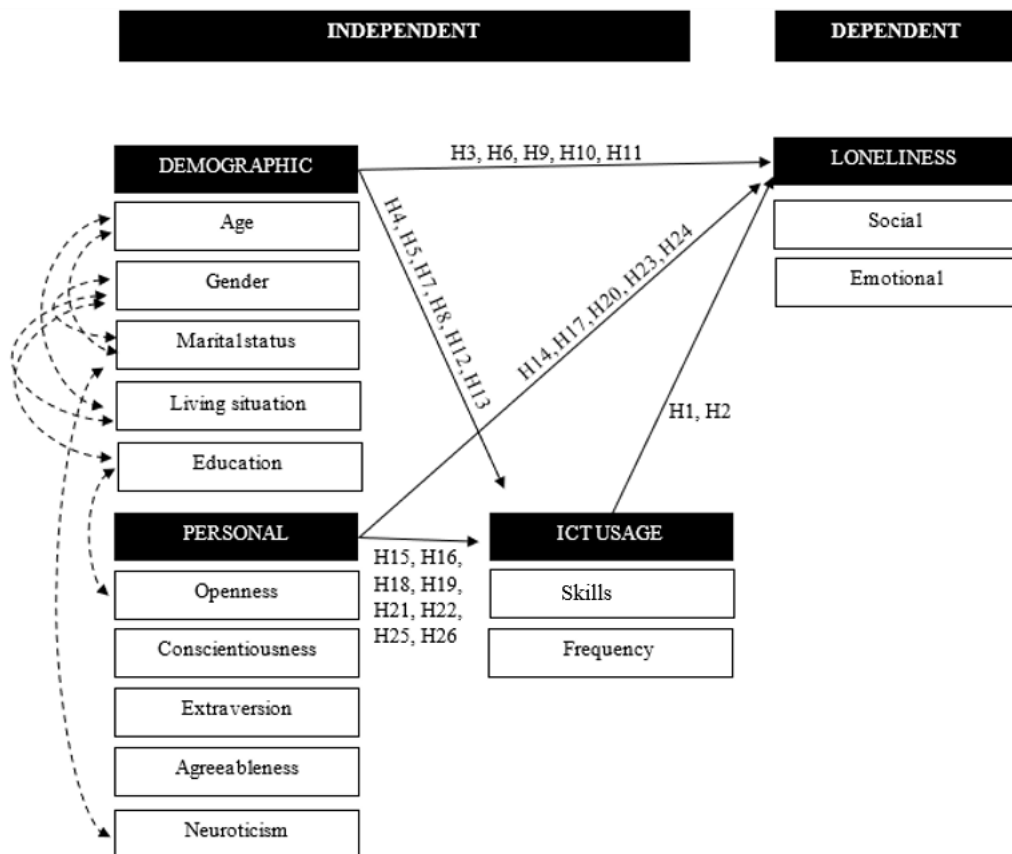 INDEPENDENT
DEPENDENT
DEMOGRAPHIC
H3, H6, H9, H10, H11
LONELINESS
Age
Social
Gender
Emotional
H4, H5, H7, H8, H12, H13
H14, H17, H20, H23, H24
Marital status
Living situation
H1, H2
Education
PERSONAL
ICT USAGE
H15, H16,
H18, H19,
H21, H22,
H25, H26
Openness
Skills
Conscientiousness
Frequency
Extraversion
Agreeableness
Neuroticism